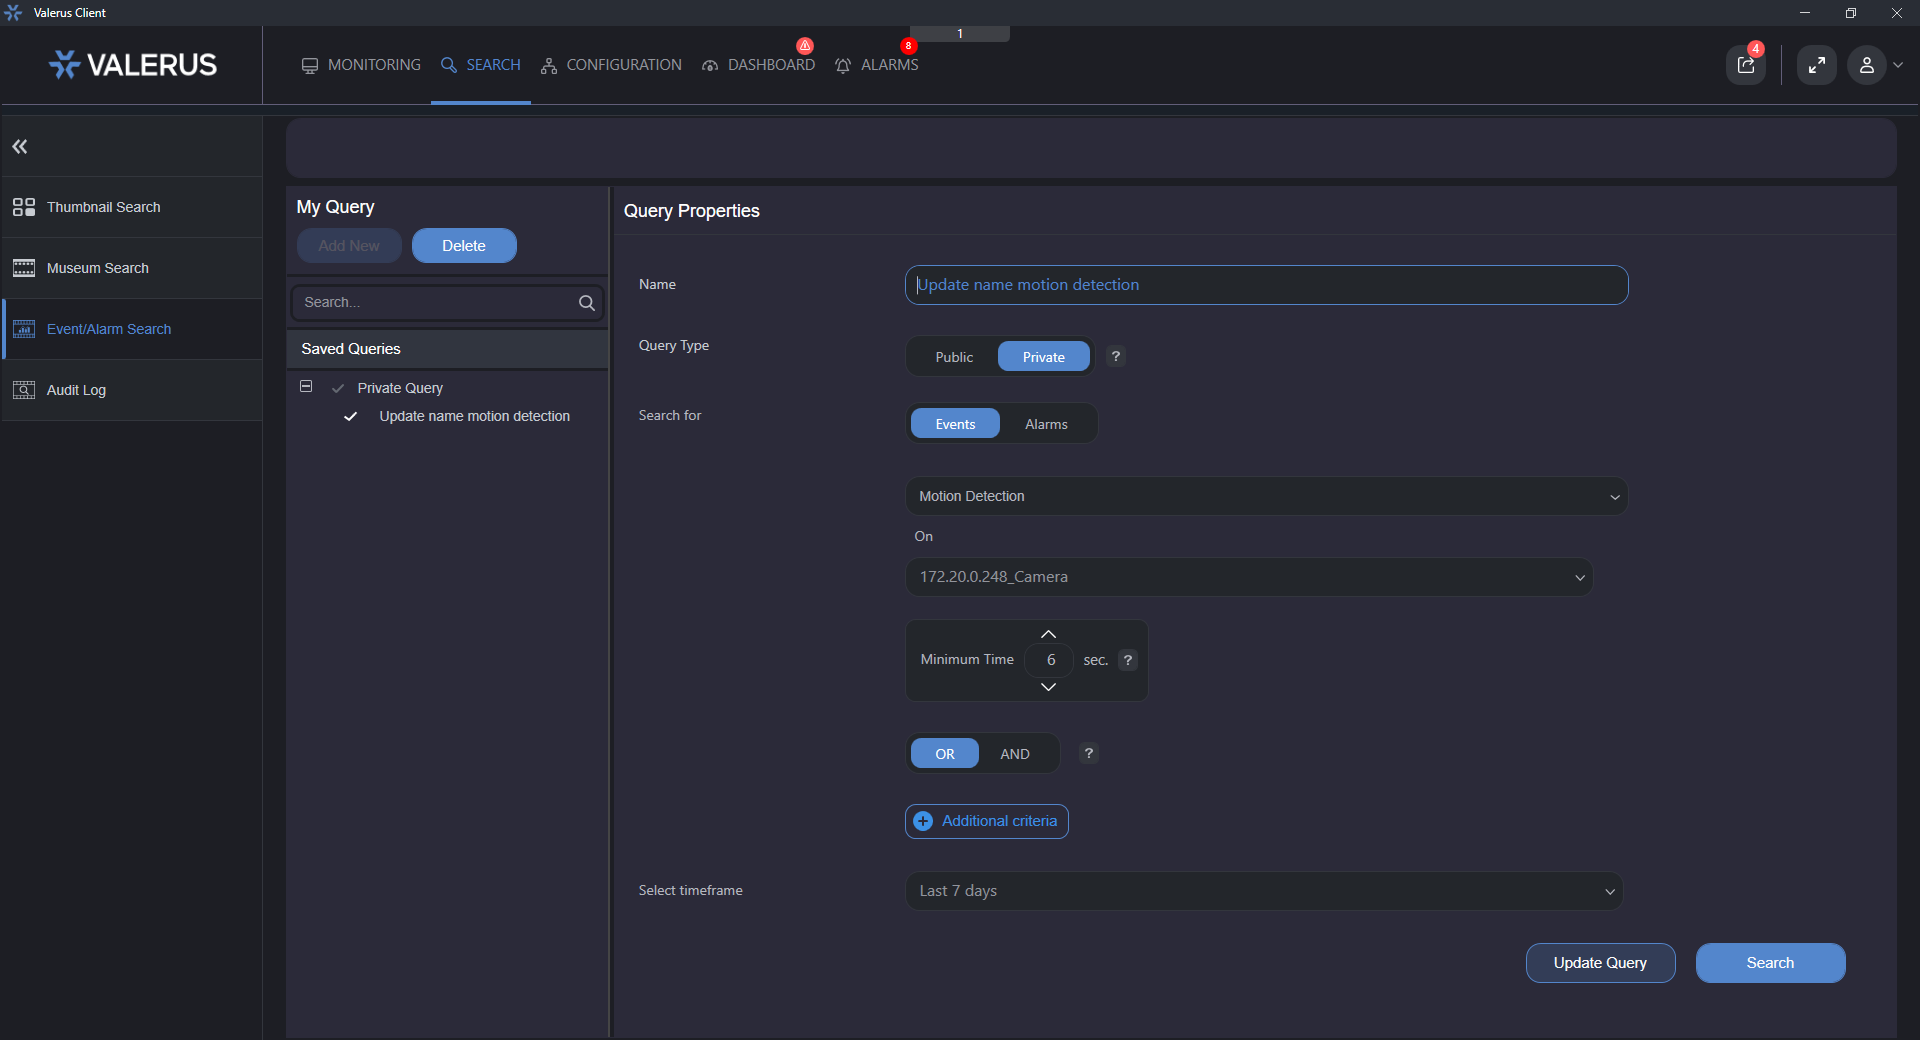 Valerus Client
1
VALERUS
MONITORING
SEARCH
CONFIGURATION
DASHBOARD
8
ALARMS
4
Thumbnail Search
Museum Search
Event/Alarm Search
Audit Log
My Query
Add New
Delete
Search...
Saved Queries
Private Query
Update name motion detection
Query Properties
Name
Update name motion detection
Query Type
Public
Private
?
Search for
Events
Alarms
Motion Detection
On
172.20.0.248_Camera
Minimum Time
6
sec.
?
OR
AND
?
Additional criteria
Select timeframe
Last 7 days
Update Query
Search